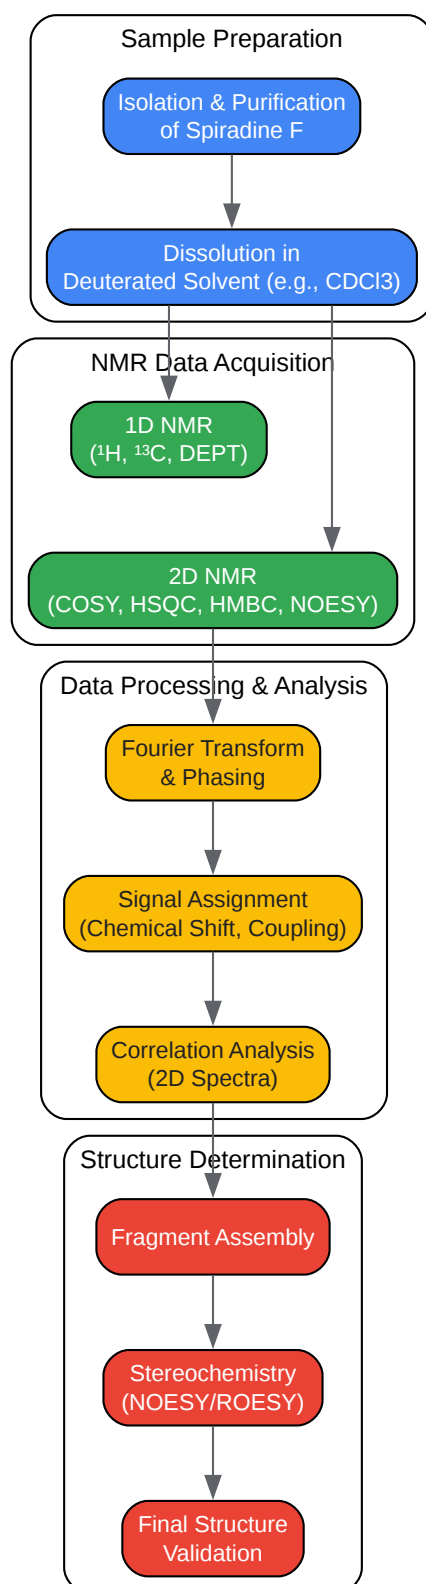 Sample Preparation
Isolation & Purification
of Spiradine F
Dissolution in
Deuterated Solvent (e.g., CDCl3)
NMR Data Acquisition
1D NMR
(¹H, ¹³C, DEPT)
2D NMR
(COSY, HSQC, HMBC, NOESY)
Data Processing & Analysis
Fourier Transform
& Phasing
Signal Assignment
(Chemical Shift, Coupling)
Correlation Analysis
(2D Spectra)
Structure Determination
Fragment Assembly
Stereochemistry
(NOESY/ROESY)
Final Structure
Validation